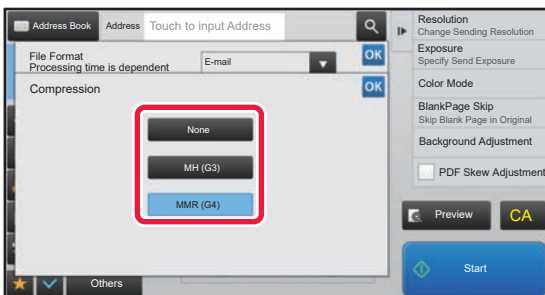 Address Book
Address
Touch to input Address
Resolution
Change Sending Resolution
File Format
Processing time is dependent
E-mail
OK
Exposure
Specify Send Exposure
Compression
OK
Color Mode
None
BlankPage Skip
Skip Blank Page in Original
MH (G3)
Background Adjustment
MMR (G4)
PDF Skew Adjustment
Preview
CA
Others
Start